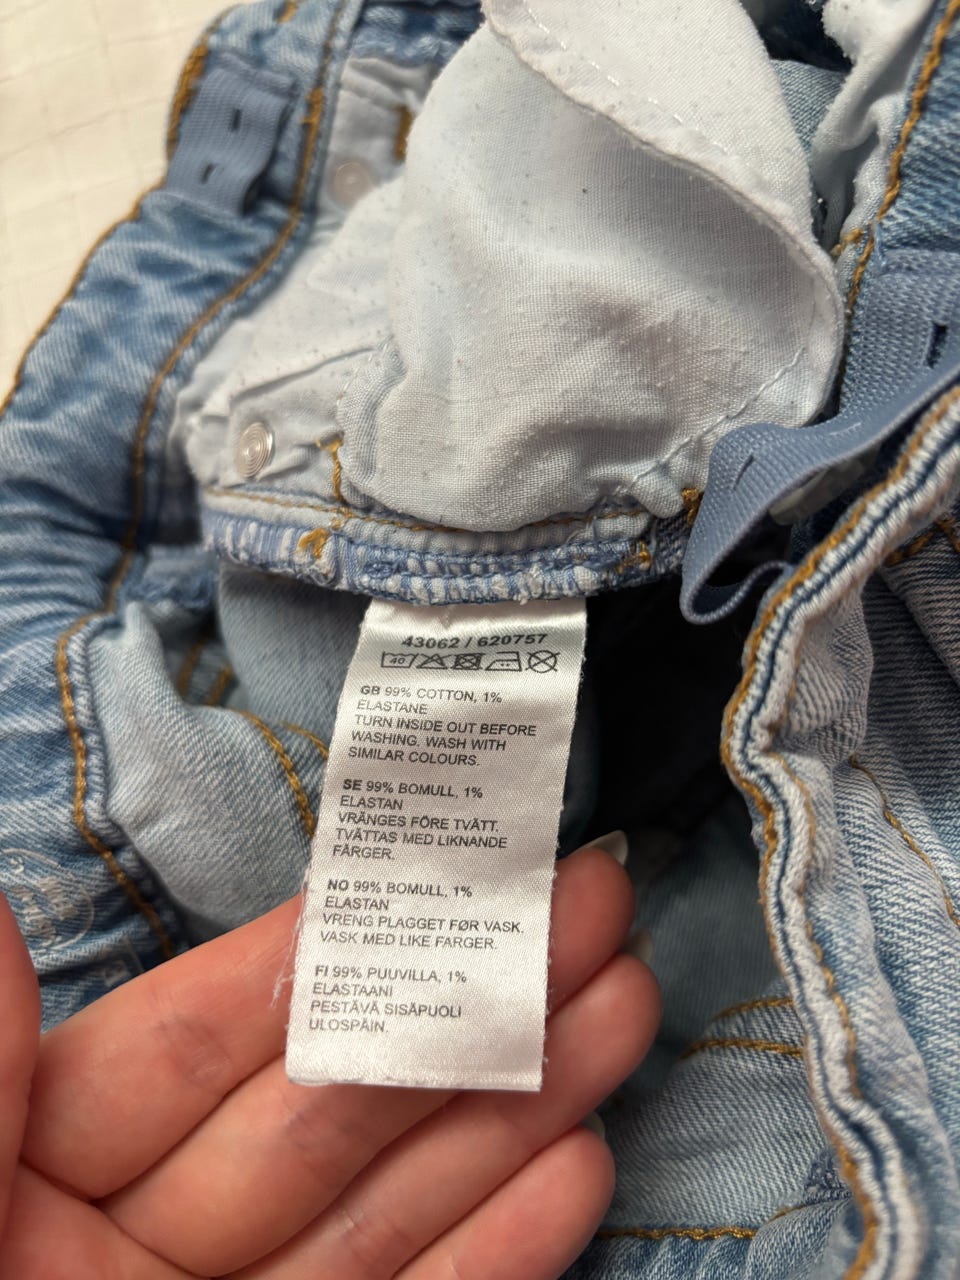 43062 / 620757
40
GB 99% COTTON, 1%
ELASTANE
TURN INSIDE OUT BEFORE
WASHING. WASH WITH
SIMILAR COLOURS.
SE 99% BOMULL, 1%
ELASTAN
VRÄNGES FÖRE TVÄTT.
TVÄTTAS MED LIKNANDE
FÄRGER.
NO 99% BOMULL, 1%
ELASTAN
VRENG PLAGGET FØR VASK.
VASK MED LIKE FARGER.
FI 99% PUUVILLA, 1%
ELASTAANI
PESTÄVÄ SISÄPUOLI
ULOSPÄIN.